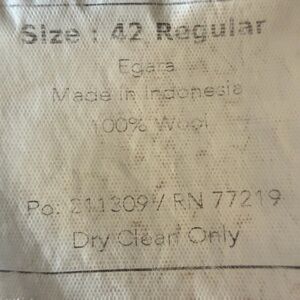 Size : 42 Regular
Egara
Made in Indonesia
100% Wool
Po: 211309 / RN 77219
Dry Clean Only